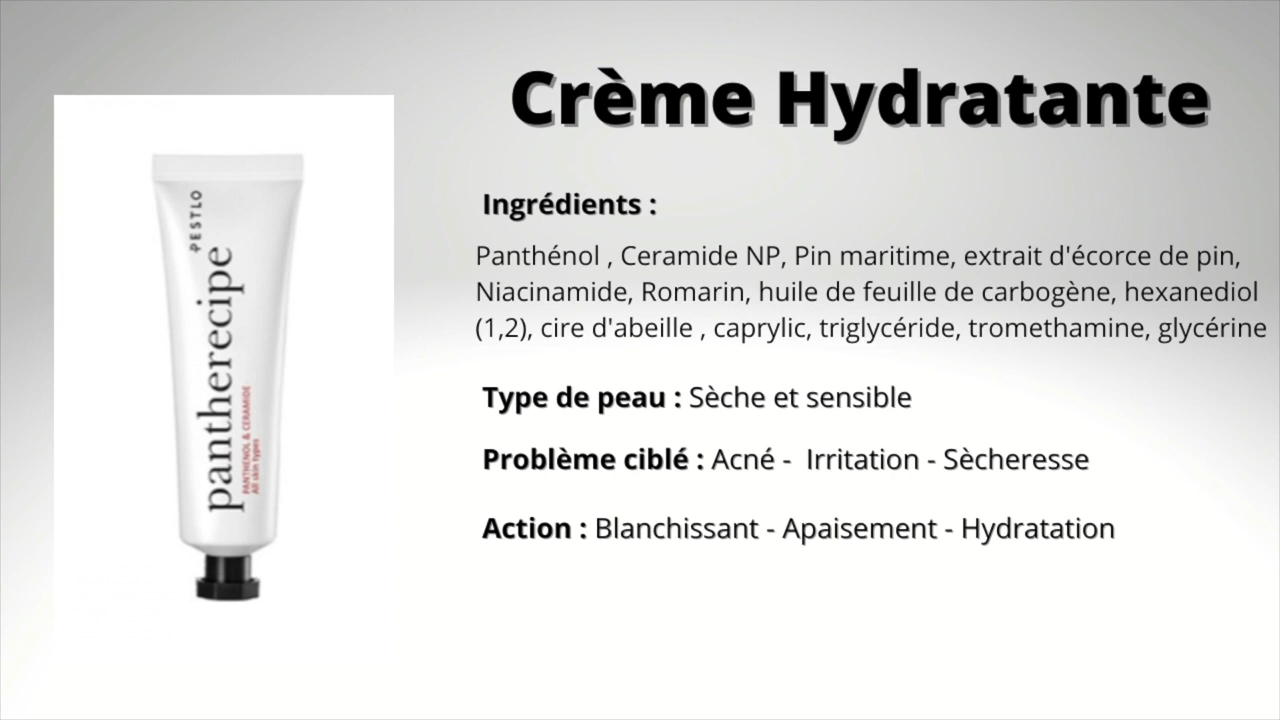 Crème Hydratante
PESTLO
pantherecipe
PANTHENOL & CERAMIDE
All skin types
Ingrédients :
Panthénol , Ceramide NP, Pin maritime, extrait d'écorce de pin,
Niacinamide, Romarin, huile de feuille de carbogène, hexanediol
(1,2), cire d'abeille , caprylic, triglycéride, tromethamine, glycérine
Type de peau : Sèche et sensible
Problème ciblé : Acné -  Irritation - Sècheresse
Action : Blanchissant - Apaisement - Hydratation